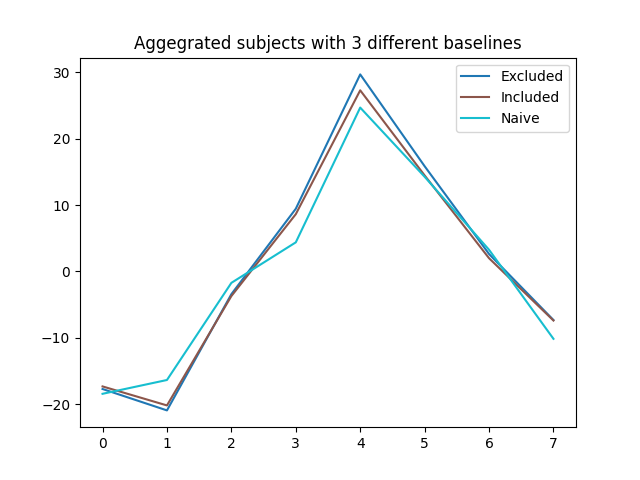 Aggegrated subjects with 3 different baselines
Excluded
Included
Naive
30
20
10
0
−10
−20
0 1 2 3 4 5 6 7